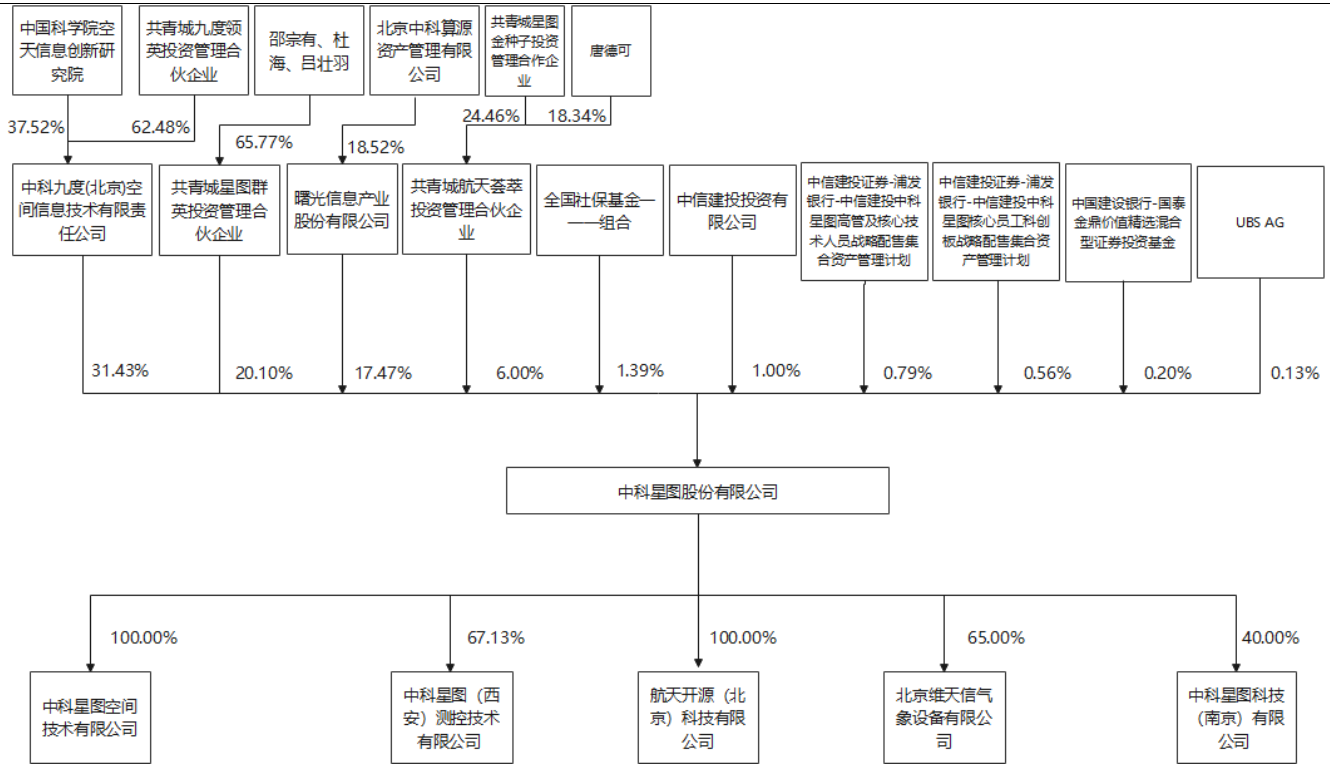 中国科学院空
天信息创新研
究院
共青城九度领
英投资管理合
伙企业
邵宗有、杜
海、吕壮羽
北京中科算源
资产管理有限
公司
共青城星图
金种子投资
管理合作企
业
唐德可
37.52%
62.48%
65.77%
18.52%
24.46%
18.34%
中科九度(北京)空
间信息技术有限责
任公司
共青城星图群
英投资管理合
伙企业
曙光信息产业
股份有限公司
共青城航天荟萃
投资管理合伙企
业
全国社保基金一
一一组合
中信建投投资有
限公司
中信建投证券-浦发
银行-中信建投中科
星图高管及核心技
术人员战略配售集
合资产管理计划
中信建投证券-浦发
银行-中信建投中科
星图核心员工科创
板战略配售集合资
产管理计划
中国建设银行-国泰
金鼎价值精选混合
型证券投资基金
UBS AG
31.43%
20.10%
17.47%
6.00%
1.39%
1.00%
0.79%
0.56%
0.20%
0.13%
中科星图股份有限公司
100.00%
67.13%
100.00%
65.00%
40.00%
中科星图空间
技术有限公司
中科星图（西
安）测控技术
有限公司
航天开源（北
京）科技有限
公司
北京维天信气
象设备有限公
司
中科星图科技
（南京）有限
公司